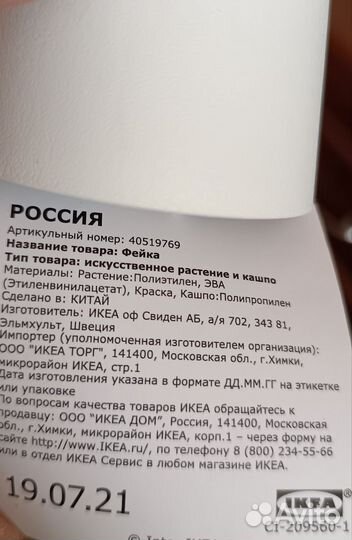 РОССИЯ
Артикульный номер: 40519769
Название товара: Фейка
Тип товара: искусственное растение и кашпо
Материалы: Растение:Полиэтилен, ЭВА
(Этиленвинилацетат), Краска, Кашпо:Полипропилен
Сделано в: КИТАЙ
Изготовитель: ИКЕА оф Свиден АБ, а/я 702, 343 81,
Эльмхульт, Швеция
Импортер (уполномоченная изготовителем организация):
ООО "ИКЕА ТОРГ", 141400, Московская обл., г.Химки,
микрорайон ИКЕА, стр.1
Дата изготовления указана в формате ДД.ММ.ГГ на этикетке
или упаковке
По вопросам качества товаров ИКЕА обращайтесь к
продавцу: ООО "ИКЕА ДОМ", Россия, 141400, Московская
обл., г.Химки, микрорайон ИКЕА, корп.1 – через форму на
сайте http://www.IKEA.ru/, по телефону 8 (800) 234-55-66
или в отдел ИКЕА Сервис в любом магазине ИКЕА.
19.07.21
IKEA
CI-209560-1
Avito